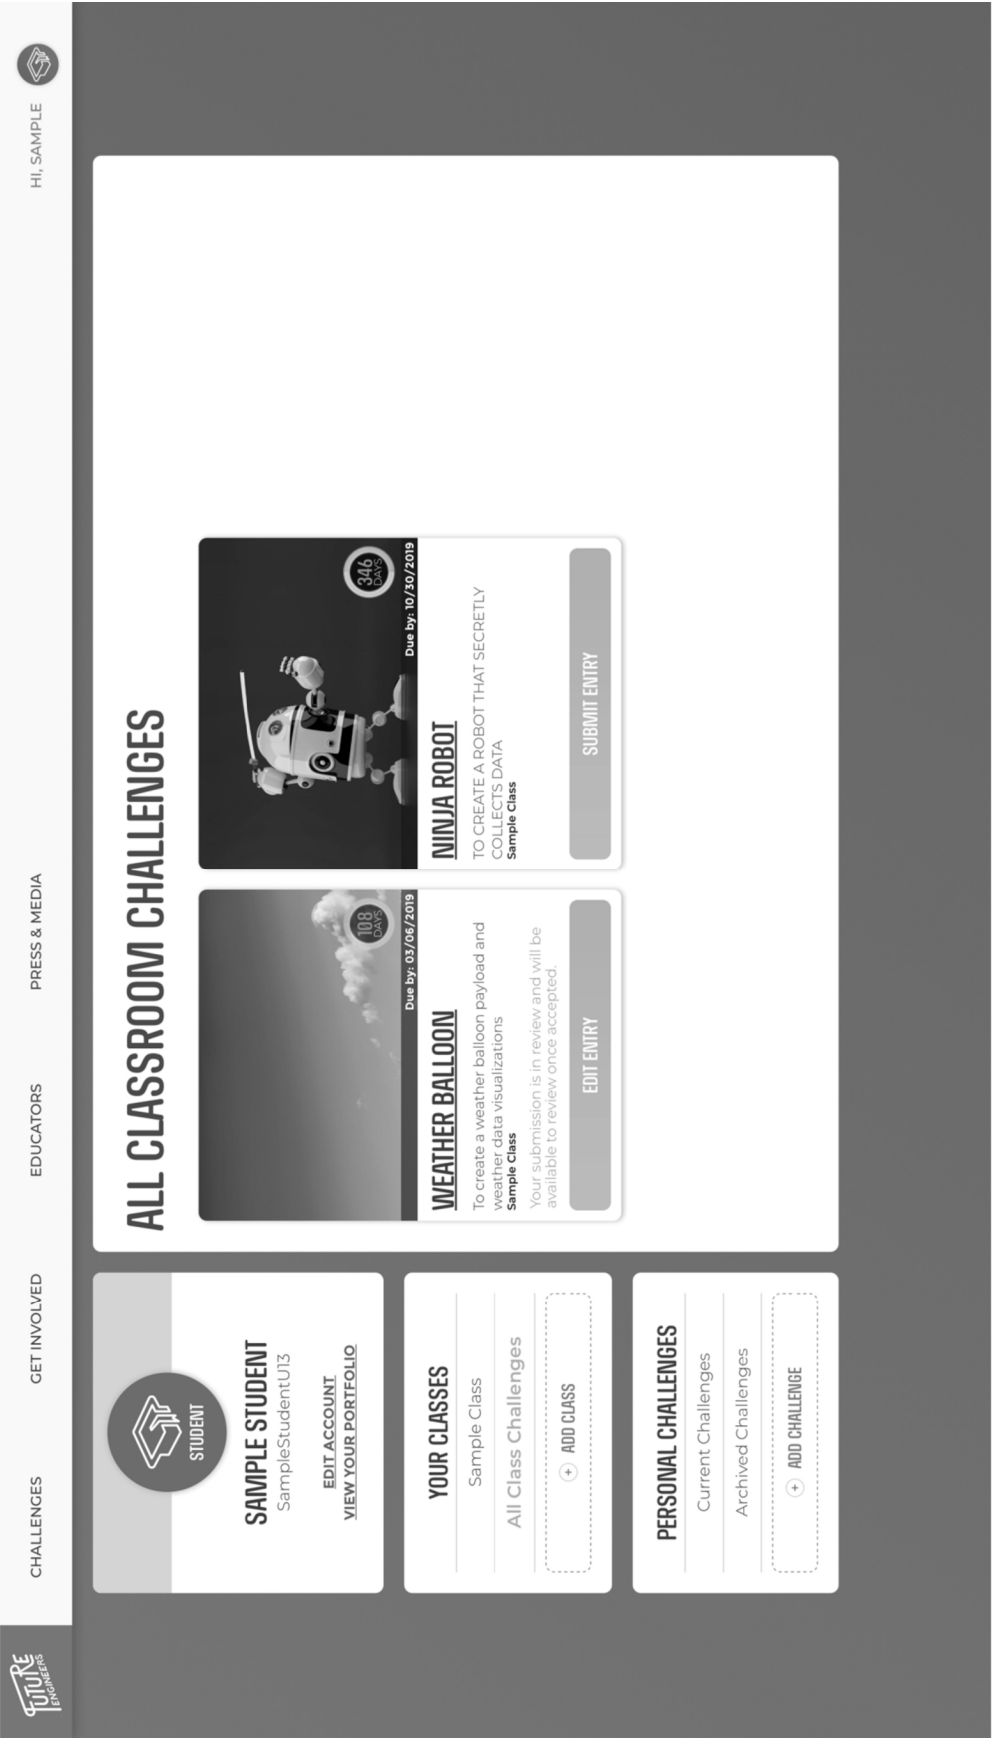 FUTURE
ENGINEERS
CHALLENGES
GET INVOLVED
EDUCATORS
PRESS & MEDIA
HI, SAMPLE
STUDENT
SAMPLE STUDENT
SampleStudentU13
EDIT ACCOUNT
VIEW YOUR PORTFOLIO
YOUR CLASSES
Sample Class
All Class Challenges
+ ADD CLASS
PERSONAL CHALLENGES
Current Challenges
Archived Challenges
+ ADD CHALLENGE
ALL CLASSROOM CHALLENGES
108
DAYS
Due by: 03/06/2019
WEATHER BALLOON
To create a weather balloon payload and
weather data visualizations
Sample Class
Your submission is in review and will be
available to review once accepted.
EDIT ENTRY
346
DAYS
Due by: 10/30/2019
NINJA ROBOT
TO CREATE A ROBOT THAT SECRETLY
COLLECTS DATA
Sample Class
SUBMIT ENTRY